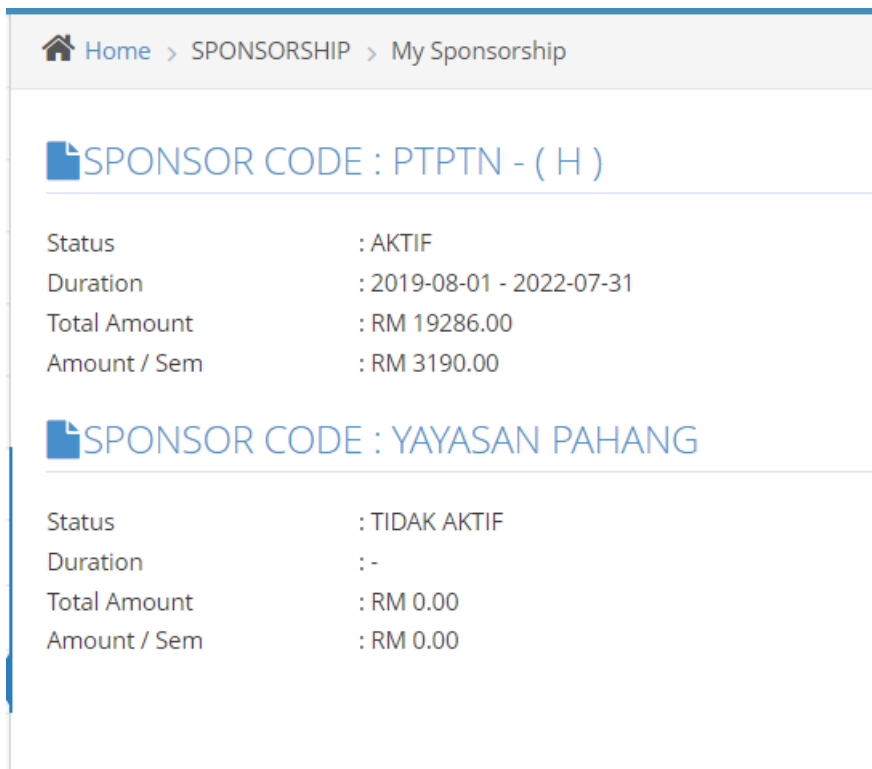 Home > SPONSORSHIP > My Sponsorship
SPONSOR CODE : PTPTN - ( H )
Status : AKTIF
Duration : 2019-08-01 - 2022-07-31
Total Amount : RM 19286.00
Amount / Sem : RM 3190.00
SPONSOR CODE : YAYASAN PAHANG
Status : TIDAK AKTIF
Duration : -
Total Amount : RM 0.00
Amount / Sem : RM 0.00